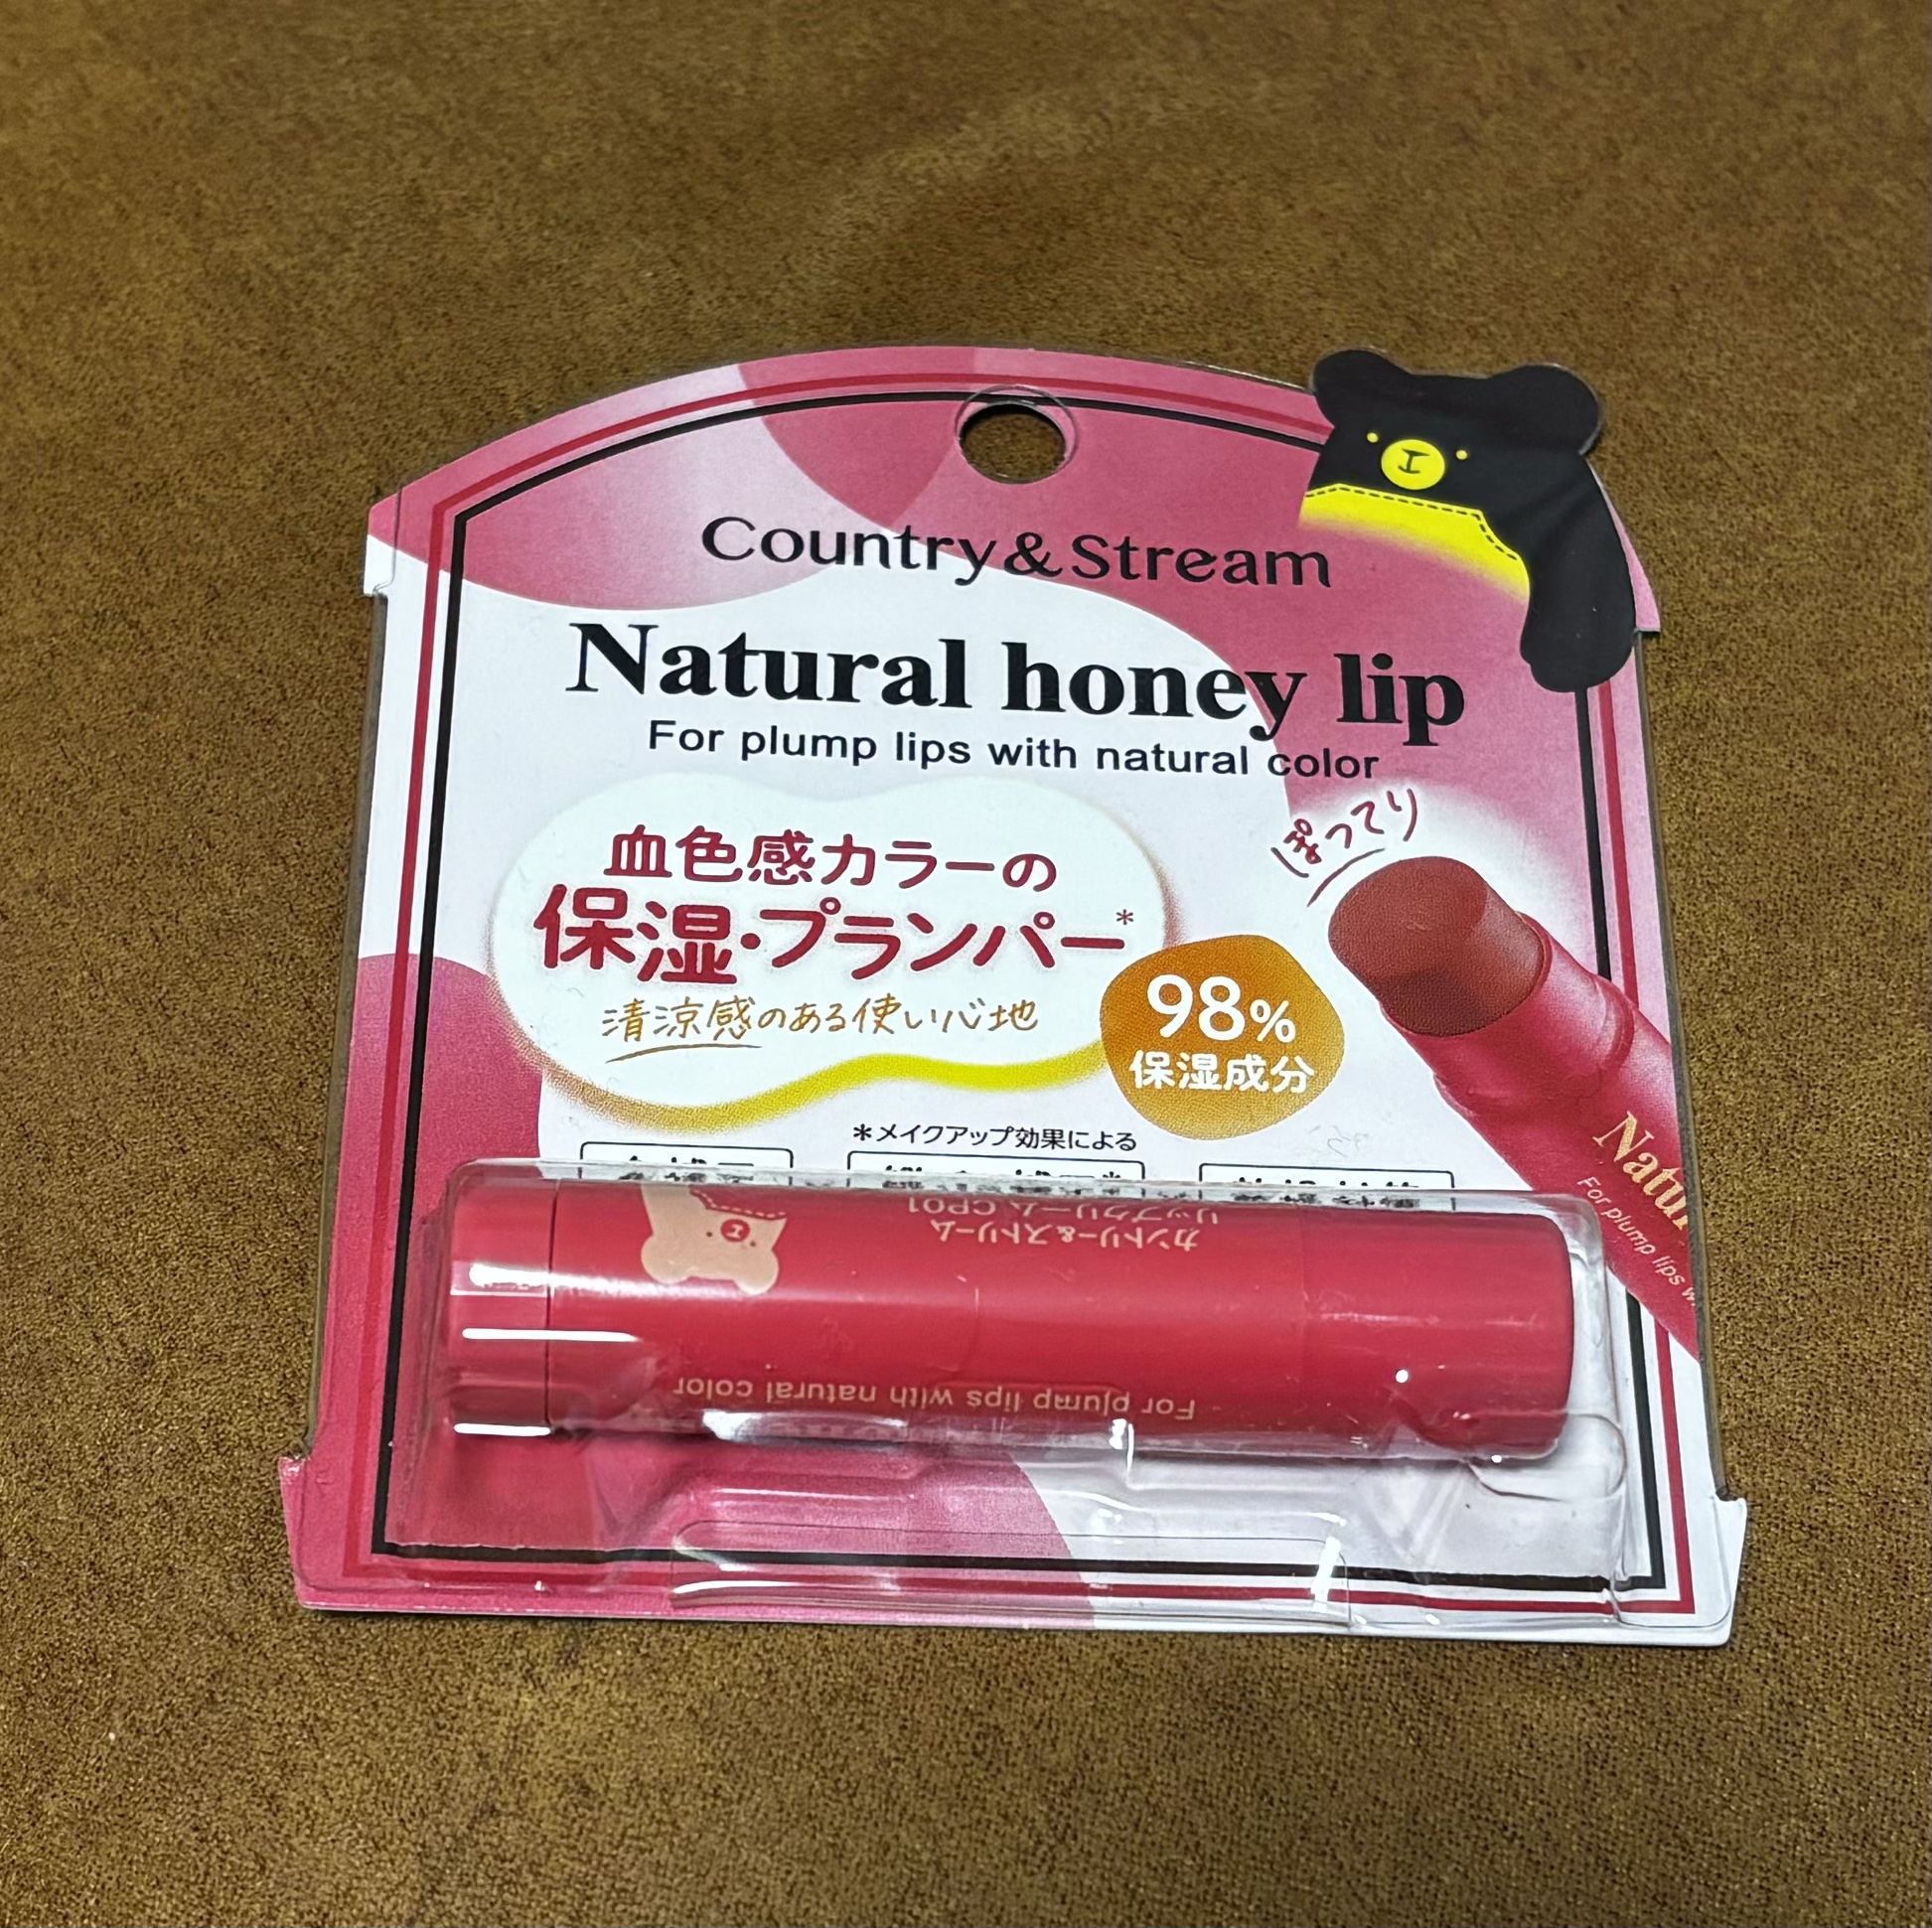 Country&Stream
Natural honey lip
For plump lips with natural color
ぽってり
血色感カラーの
保湿・プランパー*
清涼感のある使い心地
98%
保湿成分
*メイクアップ効果による
For plump lips
カントリー&ストリーム
リップクリーム CP01
For plump lips with natural color